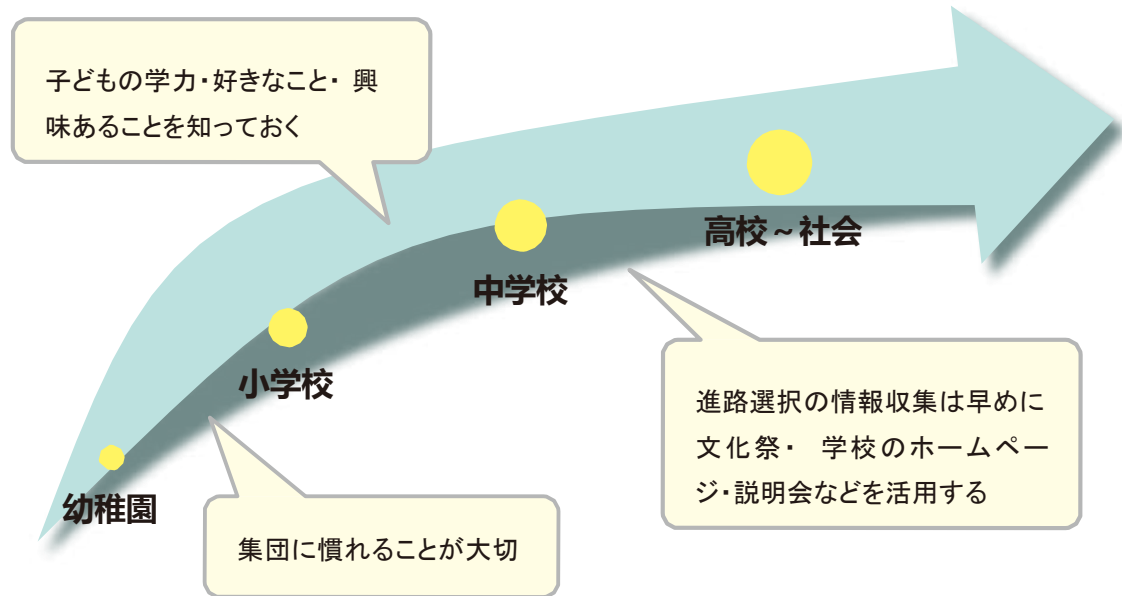 子どもの学力・好きなこと・ 興
味あることを知っておく
高校～社会
中学校
小学校
進路選択の情報収集は早めに
文化祭・ 学校のホームペー
ジ・説明会などを活用する
幼稚園
集団に慣れることが大切